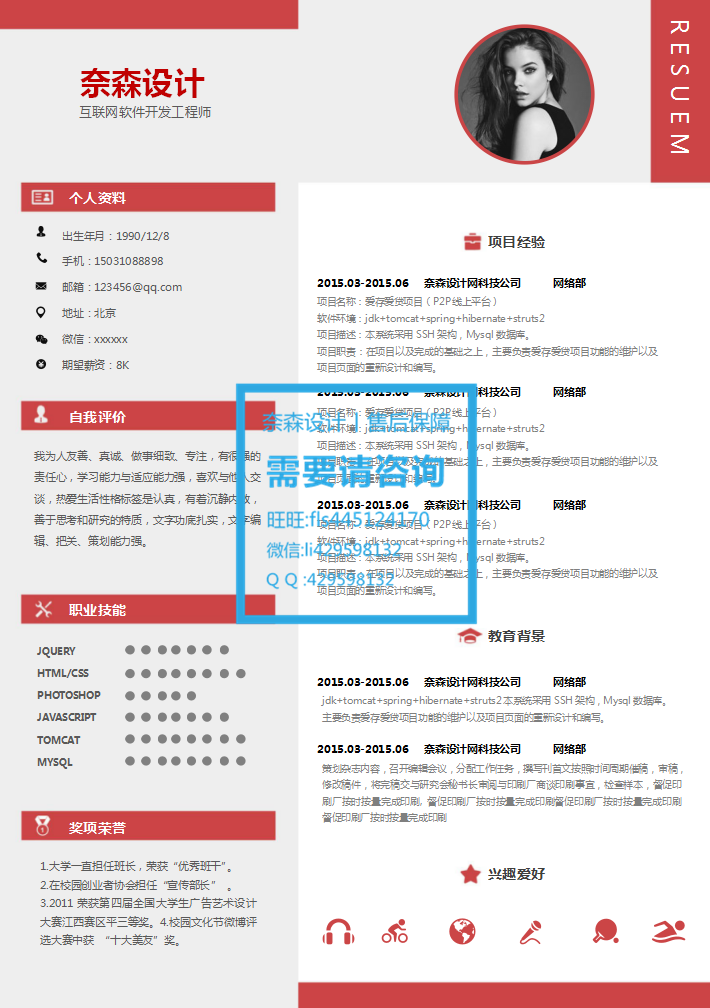 奈森设计
互联网软件开发工程师
RESUEM
个人资料
出生年月：1990/12/8
手机：15031088898
邮箱：123456@qq.com
地址：北京
微信：xxxxxx
期望薪资：8K
自我评价
我为人友善、真诚、做事细致、专注，有很强的
责任心，学习能力与适应能力强，喜欢与他人交
谈，热爱生活性格标签是认真，有着沉静内敛，
善于思考和研究的特质，文字功底扎实，文字编
辑、把关、策划能力强。
职业技能
JQUERY
HTML/CSS
PHOTOSHOP
JAVASCRIPT
TOMCAT
MYSQL
奖项荣誉
1.大学一直担任班长，荣获“优秀班干”。
2.在校园创业者协会担任“宣传部长” 。
3.2011 荣获第四届全国大学生广告艺术设计
大赛江西赛区平三等奖。4.校园文化节微博评
选大赛中获 “十大美友”奖。
项目经验
2015.03-2015.06 奈森设计网科技公司 网络部
项目名称：爱存爱贷项目（P2P线上平台）
软件环境：jdk+tomcat+spring+hibernate+struts2
项目描述：本系统采用 SSH 架构，Mysql 数据库。
项目职责：在项目以及完成的基础之上，主要负责爱存爱贷项目功能的维护以及
项目页面的重新设计和编写。
2015.03-2015.06 奈森设计网科技公司 网络部
项目名称：爱存爱贷项目（P2P线上平台）
软件环境：jdk+tomcat+spring+hibernate+struts2
项目描述：本系统采用 SSH 架构，Mysql 数据库。
项目职责：在项目以及完成的基础之上，主要负责爱存爱贷项目功能的维护以及
项目页面的重新设计和编写。
2015.03-2015.06 奈森设计网科技公司 网络部
项目名称：爱存爱贷项目（P2P线上平台）
软件环境：jdk+tomcat+spring+hibernate+struts2
项目描述：本系统采用 SSH 架构，Mysql 数据库。
项目职责：在项目以及完成的基础之上，主要负责爱存爱贷项目功能的维护以及
项目页面的重新设计和编写。
奈森设计丨售后保障
需要请咨询
旺旺:fls445124170
微信:li429598132
Q Q :429598132
教育背景
2015.03-2015.06 奈森设计网科技公司 网络部
jdk+tomcat+spring+hibernate+struts2本系统采用 SSH 架构，Mysql 数据库。
主要负责爱存爱贷项目功能的维护以及项目页面的重新设计和编写。
2015.03-2015.06 奈森设计网科技公司 网络部
策划杂志内容，召开编辑会议，分配工作任务，撰写刊首文按照时间周期催稿，审稿，
修改稿件，将完稿交与研究会秘书长审阅与印刷厂商谈印刷事宜，检查样本，督促印
刷厂按时按量完成印刷，督促印刷厂按时按量完成印刷督促印刷厂按时按量完成印刷
督促印刷厂按时按量完成印刷
兴趣爱好